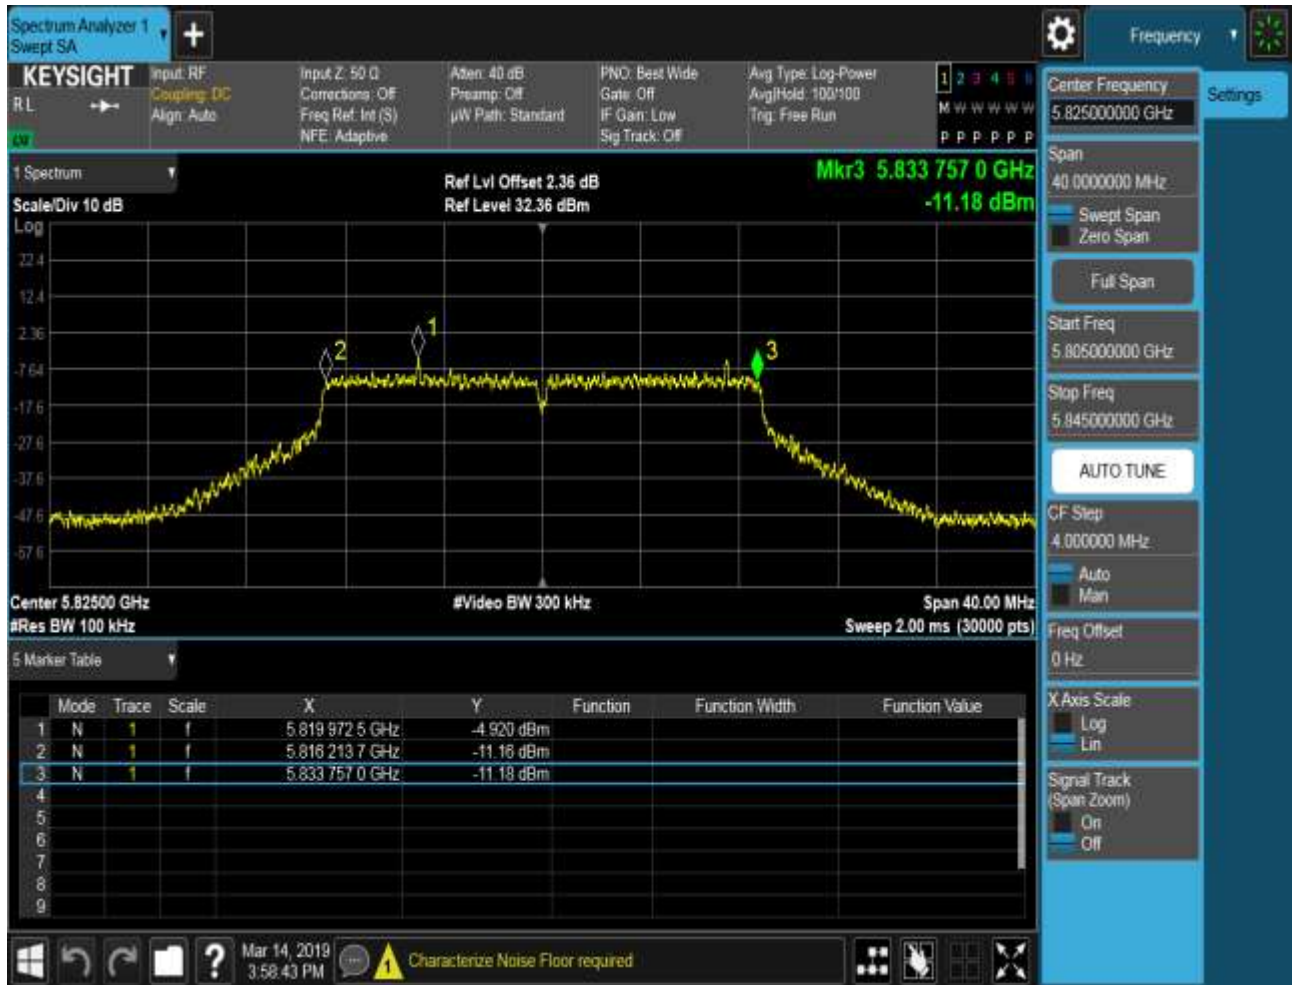 Spectrum Analyzer 1
Swept SA
+
Frequency
KEYSIGHT
RL
Input: RF
Coupling: DC
Align: Auto
Input Z: 50 Ω
Corrections: Off
Freq Ref: Int (S)
NFE: Adaptive
Atten: 40 dB
Preamp: Off
µW Path: Standard
PNO: Best Wide
Gate: Off
IF Gain: Low
Sig Track: Off
Avg Type: Log-Power
Avg|Hold: 100/100
Trig: Free Run
1 2 3 4 5 6
M W W W W W
P P P P P P
1 Spectrum
Scale/Div 10 dB
Ref Lvl Offset 2.36 dB
Ref Level 32.36 dBm
Mkr3 5.833 757 0 GHz
-11.18 dBm
Log
22.4
12.4
2.36
-7.64
-17.6
-27.6
-37.6
-47.6
-57.6
1
2
3
Center 5.82500 GHz
#Res BW 100 kHz
#Video BW 300 kHz
Span 40.00 MHz
Sweep 2.00 ms (30000 pts)
5 Marker Table
Mode Trace Scale X Y Function Function Width Function Value
1 N 1 f 5.819 972 5 GHz -4.920 dBm
2 N 1 f 5.816 213 7 GHz -11.16 dBm
3 N 1 f 5.833 757 0 GHz -11.18 dBm
4
5
6
7
8
9
?
Mar 14, 2019
3:58:43 PM
1
Characterize Noise Floor required
Settings
Center Frequency
5.825000000 GHz
Span
40.0000000 MHz
Swept Span
Zero Span
Full Span
Start Freq
5.805000000 GHz
Stop Freq
5.845000000 GHz
AUTO TUNE
CF Step
4.000000 MHz
Auto
Man
Freq Offset
0 Hz
X Axis Scale
Log
Lin
Signal Track
(Span Zoom)
On
Off